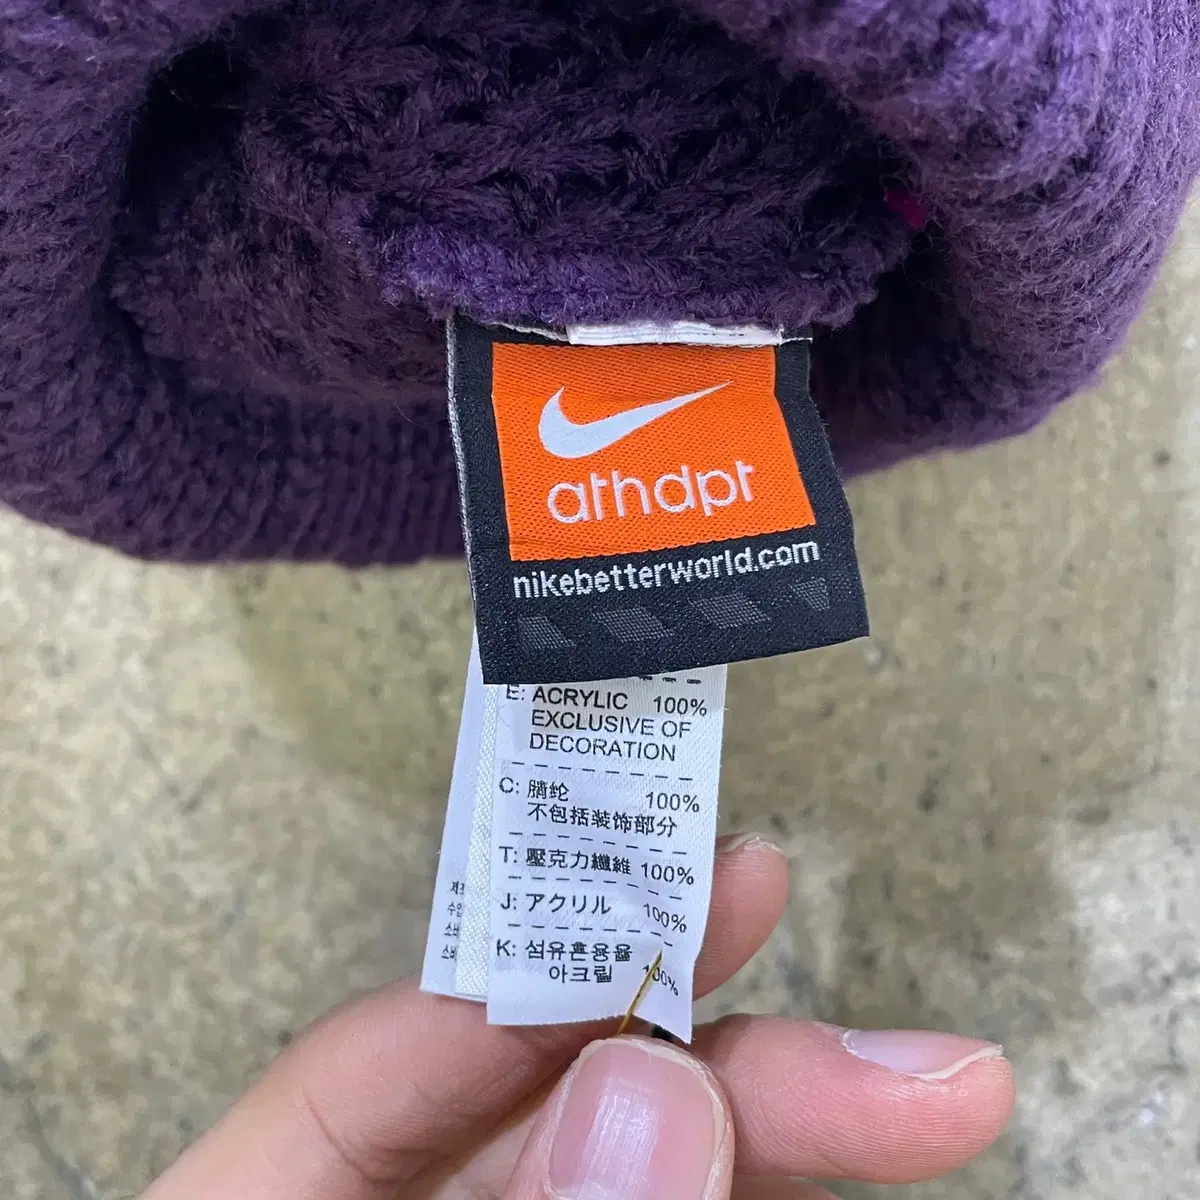 athdpt
nikebetterworld.com
E: ACRYLIC 100%
EXCLUSIVE OF
DECORATION
C: 腈纶 100%
不包括装饰部分
T: 壓克力纖維 100%
J: アクリル 100%
K: 섬유혼용율
아크릴 100%